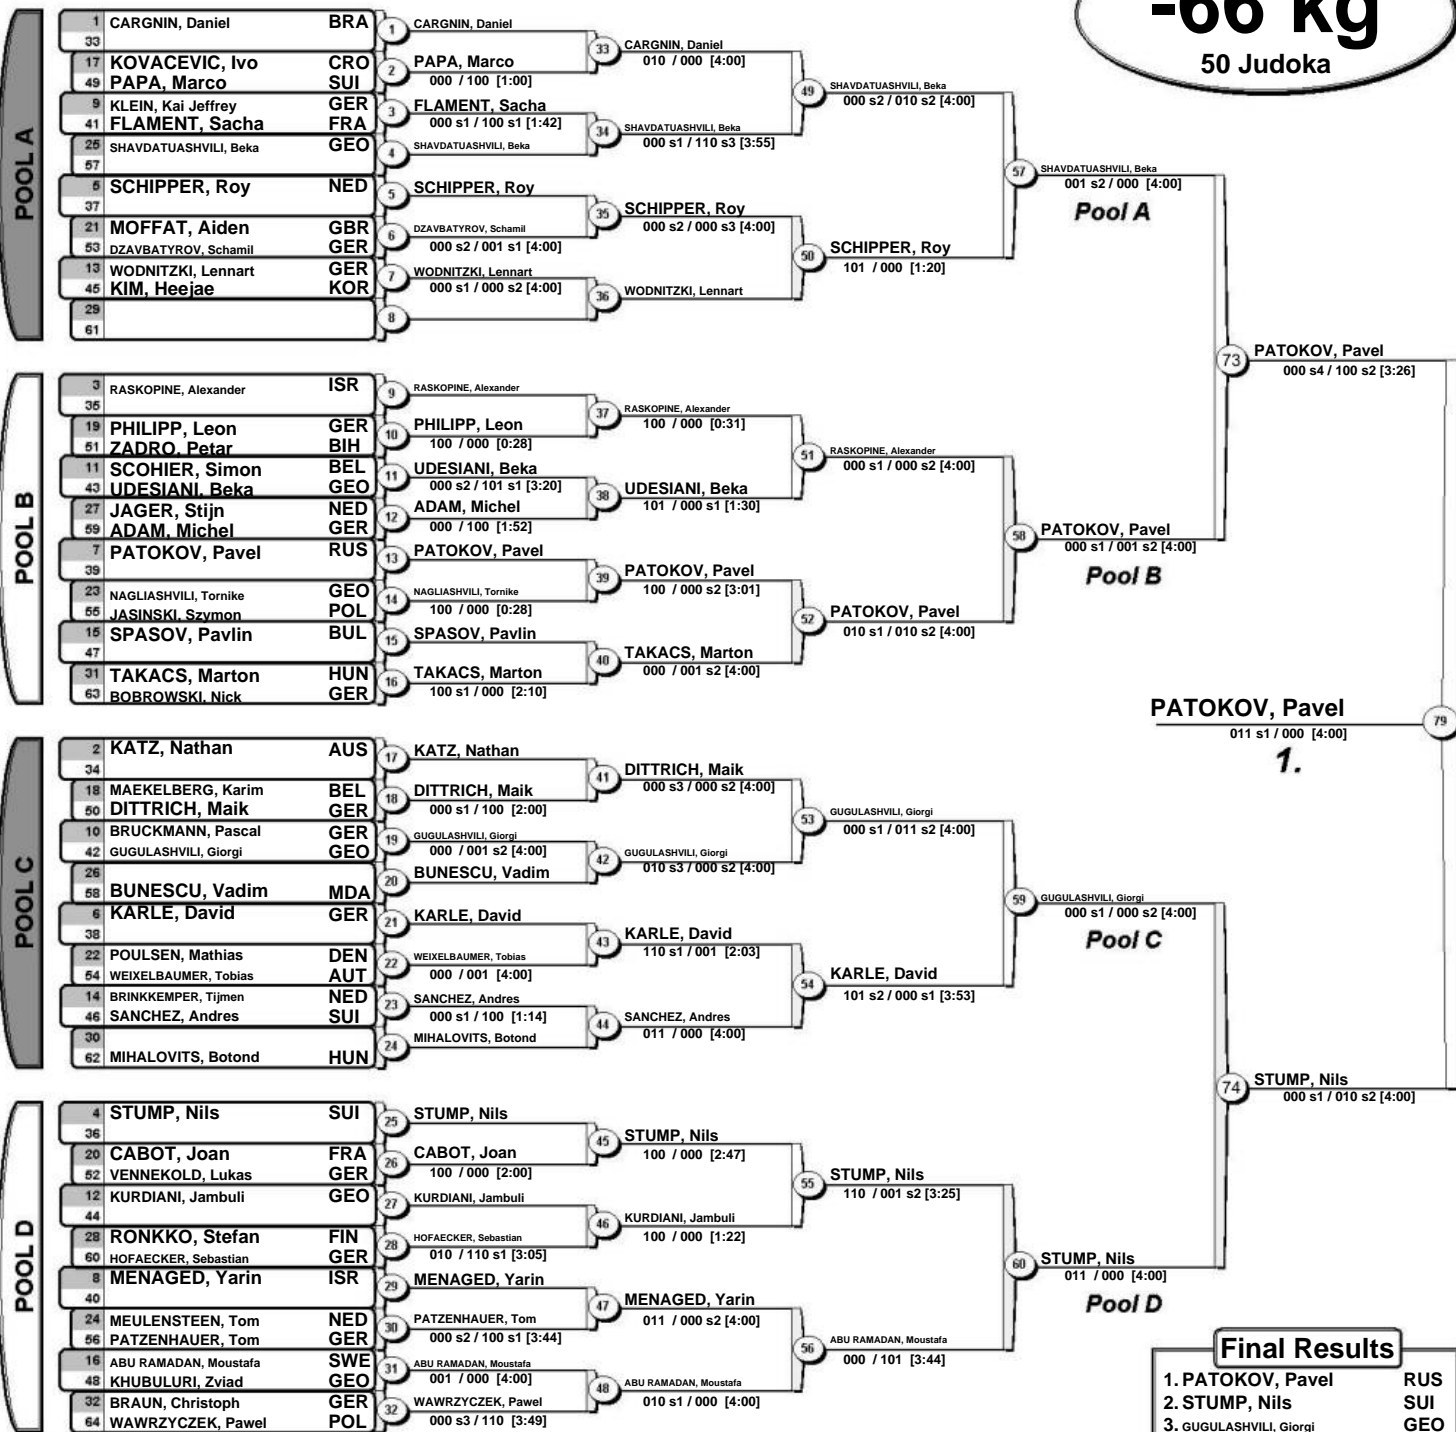 -66 kg
50 Judoka
POOL A
1 CARGNIN, Daniel BRA
33
17 KOVACEVIC, Ivo CRO
49 PAPA, Marco SUI
9 KLEIN, Kai Jeffrey GER
41 FLAMENT, Sacha FRA
25 SHAVDATUASHVILI, Beka GEO
57
5 SCHIPPER, Roy NED
37
21 MOFFAT, Aiden GBR
53 DZAVBATYROV, Schamil GER
13 WODNITZKI, Lennart GER
45 KIM, Heejae KOR
29
61
1 CARGNIN, Daniel
2 PAPA, Marco
000 / 100 [1:00]
3 FLAMENT, Sacha
000 s1 / 100 s1 [1:42]
4 SHAVDATUASHVILI, Beka
5 SCHIPPER, Roy
6 DZAVBATYROV, Schamil
000 s2 / 001 s1 [4:00]
7 WODNITZKI, Lennart
000 s1 / 000 s2 [4:00]
8
33 CARGNIN, Daniel
010 / 000 [4:00]
34 SHAVDATUASHVILI, Beka
000 s1 / 110 s3 [3:55]
35 SCHIPPER, Roy
000 s2 / 000 s3 [4:00]
36 WODNITZKI, Lennart
49 SHAVDATUASHVILI, Beka
000 s2 / 010 s2 [4:00]
50 SCHIPPER, Roy
101 / 000 [1:20]
57 SHAVDATUASHVILI, Beka
001 s2 / 000 [4:00]
Pool A
POOL B
3 RASKOPINE, Alexander ISR
35
19 PHILIPP, Leon GER
51 ZADRO, Petar BIH
11 SCOHIER, Simon BEL
43 UDESIANI, Beka GEO
27 JAGER, Stijn NED
59 ADAM, Michel GER
7 PATOKOV, Pavel RUS
39
23 NAGLIASHVILI, Tornike GEO
55 JASINSKI, Szymon POL
15 SPASOV, Pavlin BUL
47
31 TAKACS, Marton HUN
63 BOBROWSKI, Nick GER
9 RASKOPINE, Alexander
10 PHILIPP, Leon
100 / 000 [0:28]
11 UDESIANI, Beka
000 s2 / 101 s1 [3:20]
12 ADAM, Michel
000 / 100 [1:52]
13 PATOKOV, Pavel
14 NAGLIASHVILI, Tornike
100 / 000 [0:28]
15 SPASOV, Pavlin
16 TAKACS, Marton
100 s1 / 000 [2:10]
37 RASKOPINE, Alexander
100 / 000 [0:31]
38 UDESIANI, Beka
101 / 000 s1 [1:30]
39 PATOKOV, Pavel
100 / 000 s2 [3:01]
40 TAKACS, Marton
000 / 001 s2 [4:00]
51 RASKOPINE, Alexander
000 s1 / 000 s2 [4:00]
52 PATOKOV, Pavel
010 s1 / 010 s2 [4:00]
58 PATOKOV, Pavel
000 s1 / 001 s2 [4:00]
Pool B
73 PATOKOV, Pavel
000 s4 / 100 s2 [3:26]
PATOKOV, Pavel 79
011 s1 / 000 [4:00]
1.
POOL C
2 KATZ, Nathan AUS
34
18 MAEKELBERG, Karim BEL
50 DITTRICH, Maik GER
10 BRUCKMANN, Pascal GER
42 GUGULASHVILI, Giorgi GEO
26
58 BUNESCU, Vadim MDA
6 KARLE, David GER
38
22 POULSEN, Mathias DEN
54 WEIXELBAUMER, Tobias AUT
14 BRINKKEMPER, Tijmen NED
46 SANCHEZ, Andres SUI
30
62 MIHALOVITS, Botond HUN
17 KATZ, Nathan
18 DITTRICH, Maik
000 s1 / 100 [2:00]
19 GUGULASHVILI, Giorgi
000 / 001 s2 [4:00]
20 BUNESCU, Vadim
21 KARLE, David
22 WEIXELBAUMER, Tobias
000 / 001 [4:00]
23 SANCHEZ, Andres
000 s1 / 100 [1:14]
24 MIHALOVITS, Botond
41 DITTRICH, Maik
000 s3 / 000 s2 [4:00]
42 GUGULASHVILI, Giorgi
010 s3 / 000 s2 [4:00]
43 KARLE, David
110 s1 / 001 [2:03]
44 SANCHEZ, Andres
011 / 000 [4:00]
53 GUGULASHVILI, Giorgi
000 s1 / 011 s2 [4:00]
54 KARLE, David
101 s2 / 000 s1 [3:53]
59 GUGULASHVILI, Giorgi
000 s1 / 000 s2 [4:00]
Pool C
74 STUMP, Nils
000 s1 / 010 s2 [4:00]
POOL D
4 STUMP, Nils SUI
36
20 CABOT, Joan FRA
52 VENNEKOLD, Lukas GER
12 KURDIANI, Jambuli GEO
44
28 RONKKO, Stefan FIN
60 HOFAECKER, Sebastian GER
8 MENAGED, Yarin ISR
40
24 MEULENSTEEN, Tom NED
56 PATZENHAUER, Tom GER
16 ABU RAMADAN, Moustafa SWE
48 KHUBULURI, Zviad GEO
32 BRAUN, Christoph GER
64 WAWRZYCZEK, Pawel POL
25 STUMP, Nils
26 CABOT, Joan
100 / 000 [2:00]
27 KURDIANI, Jambuli
28 HOFAECKER, Sebastian
010 / 110 s1 [3:05]
29 MENAGED, Yarin
30 PATZENHAUER, Tom
000 s2 / 100 s1 [3:44]
31 ABU RAMADAN, Moustafa
001 / 000 [4:00]
32 WAWRZYCZEK, Pawel
000 s3 / 110 [3:49]
45 STUMP, Nils
100 / 000 [2:47]
46 KURDIANI, Jambuli
100 / 000 [1:22]
47 MENAGED, Yarin
011 / 000 s2 [4:00]
48 ABU RAMADAN, Moustafa
010 s1 / 000 [4:00]
55 STUMP, Nils
110 / 001 s2 [3:25]
56 ABU RAMADAN, Moustafa
000 / 101 [3:44]
60 STUMP, Nils
011 / 000 [4:00]
Pool D
Final Results
1. PATOKOV, Pavel RUS
2. STUMP, Nils SUI
3. GUGULASHVILI, Giorgi GEO